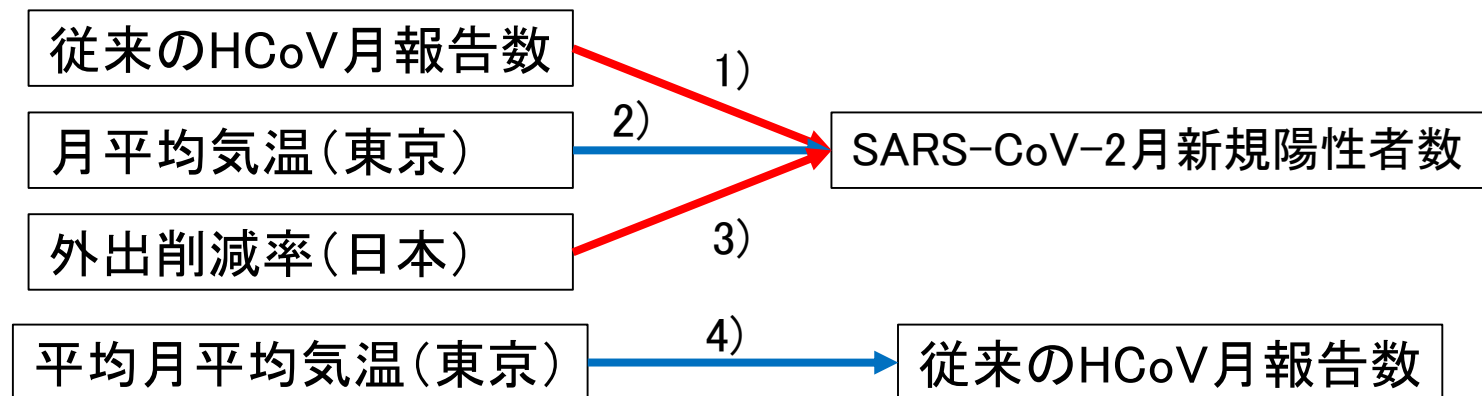 従来のHCoV月報告数
1)
月平均気温(東京)
2)
SARS-CoV-2月新規陽性者数
外出削減率(日本)
3)
平均月平均気温(東京)
4)
従来のHCoV月報告数